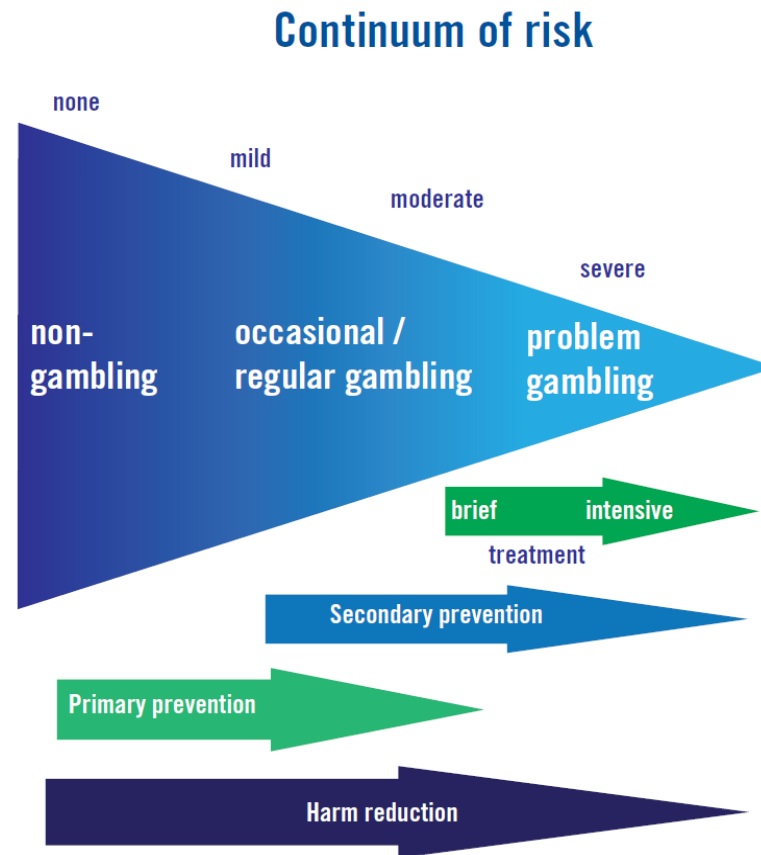 Continuum of risk
none
mild
moderate
severe
non-
gambling
occasional /
regular gambling
problem
gambling
brief intensive
treatment
Secondary prevention
Primary prevention
Harm reduction